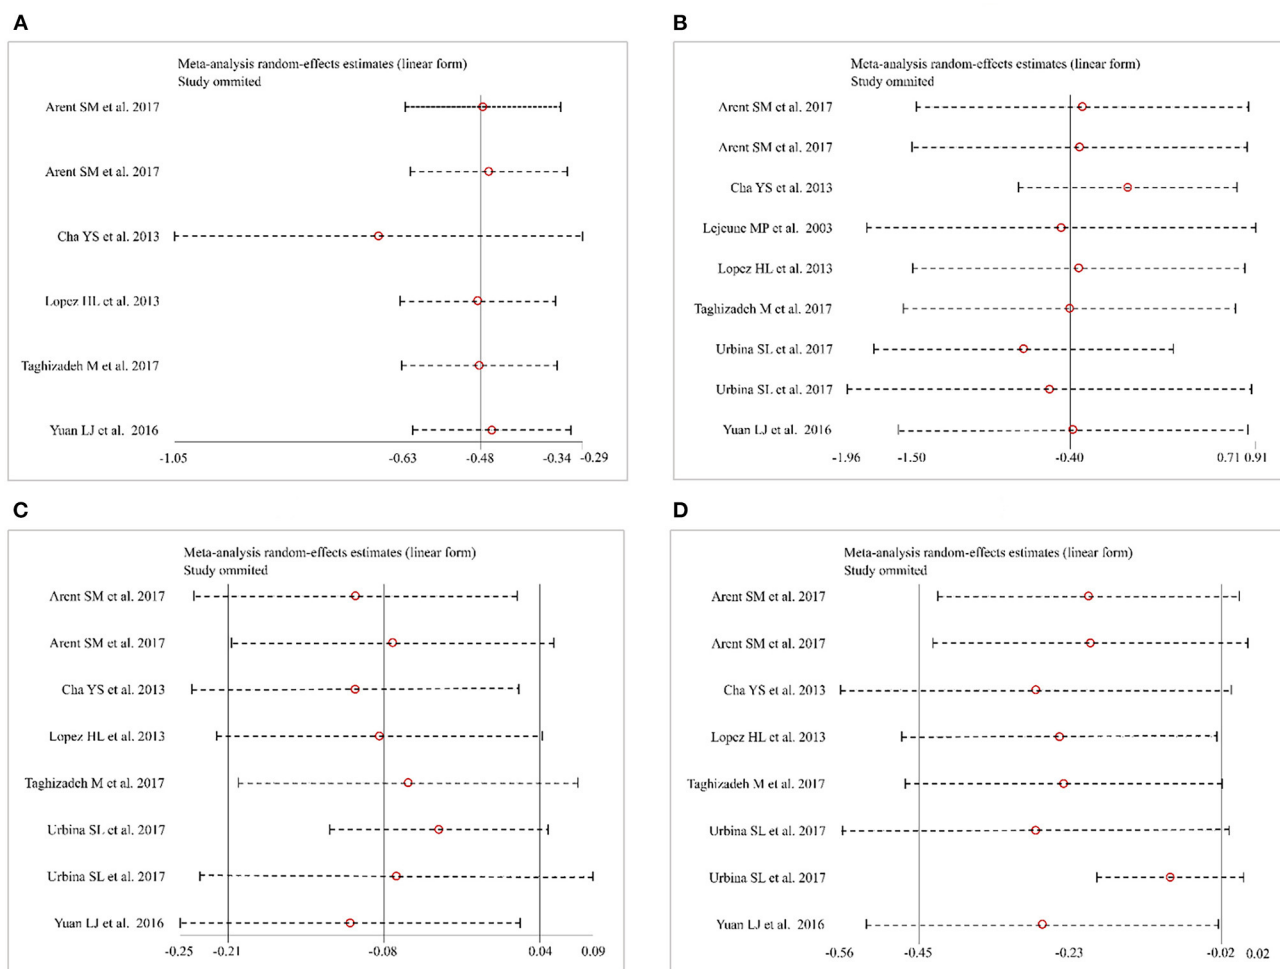 A
Meta-analysis random-effects estimates (linear form)
Study ommited
Arent SM et al. 2017
Arent SM et al. 2017
Cha YS et al. 2013
Lopez HL et al. 2013
Taghizadeh M et al. 2017
Yuan LJ et al. 2016
-1.05 -0.63 -0.48 -0.34 -0.29
B
Meta-analysis random-effects estimates (linear form)
Study ommited
Arent SM et al. 2017
Arent SM et al. 2017
Cha YS et al. 2013
Lejeune MP et al. 2003
Lopez HL et al. 2013
Taghizadeh M et al. 2017
Urbina SL et al. 2017
Urbina SL et al. 2017
Yuan LJ et al. 2016
-1.96 -1.50 -0.40 0.71 0.91
C
Meta-analysis random-effects estimates (linear form)
Study ommited
Arent SM et al. 2017
Arent SM et al. 2017
Cha YS et al. 2013
Lopez HL et al. 2013
Taghizadeh M et al. 2017
Urbina SL et al. 2017
Urbina SL et al. 2017
Yuan LJ et al. 2016
-0.25 -0.21 -0.08 0.04 0.09
D
Meta-analysis random-effects estimates (linear form)
Study ommited
Arent SM et al. 2017
Arent SM et al. 2017
Cha YS et al. 2013
Lopez HL et al. 2013
Taghizadeh M et al. 2017
Urbina SL et al. 2017
Urbina SL et al. 2017
Yuan LJ et al. 2016
-0.56 -0.45 -0.23 -0.02 0.02